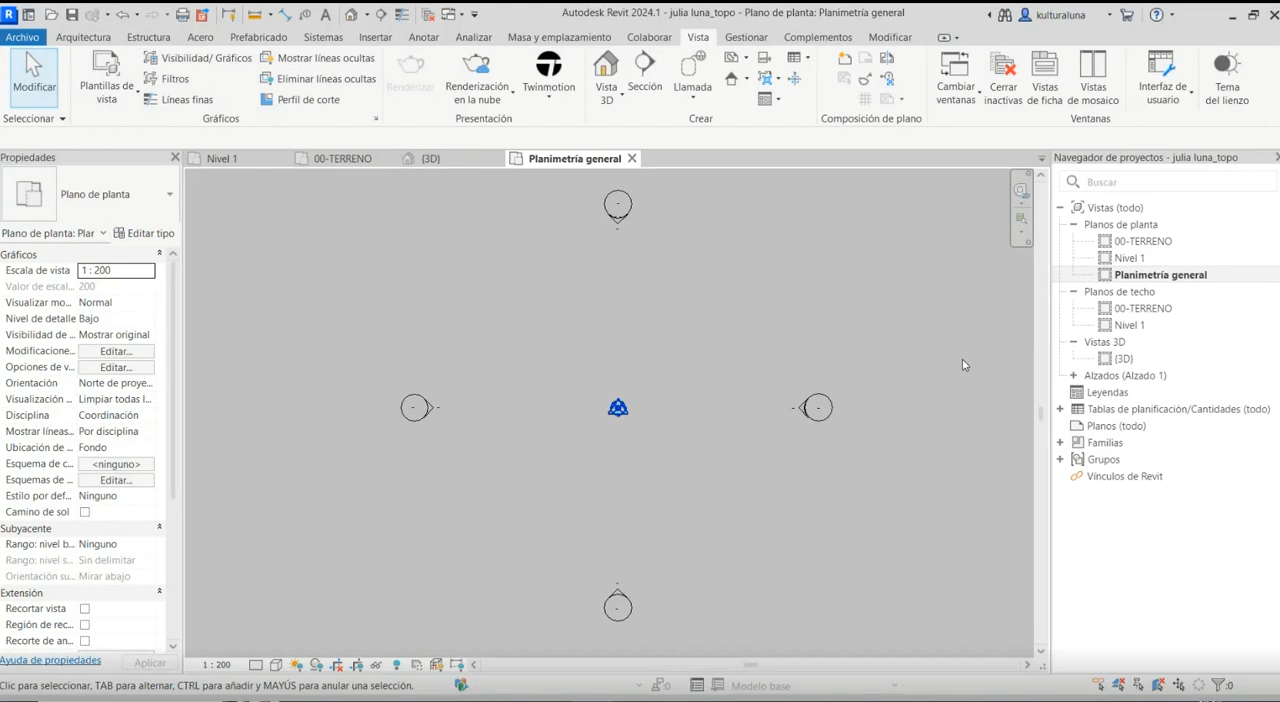 Autodesk Revit 2024.1 - julia luna_topo - Plano de planta: Planimetría general
kulturaluna
Archivo Arquitectura Estructura Acero Prefabricado Sistemas Insertar Anotar Analizar Masa y emplazamiento Colaborar Vista Gestionar Complementos Modificar
Modificar
Plantillas de vista
Visibilidad/ Gráficos
Filtros
Líneas finas
Mostrar líneas ocultas
Eliminar líneas ocultas
Perfil de corte
Renderizar
Renderización en la nube
Twinmotion
Vista 3D
Sección
Llamada
Cambiar ventanas
Cerrar inactivas
Vistas de ficha
Vistas de mosaico
Interfaz de usuario
Tema del lienzo
Seleccionar Gráficos Presentación Crear Composición de plano Ventanas
Propiedades
Nivel 1
00-TERRENO
{3D}
Planimetría general
Navegador de proyectos - julia luna_topo
Plano de planta
Plano de planta: Plar
Editar tipo
Gráficos
Escala de vista 1 : 200
Valor de escal... 200
Visualizar mo... Normal
Nivel de detalle Bajo
Visibilidad de ... Mostrar original
Modificacione... Editar...
Opciones de v... Editar...
Orientación Norte de proye...
Visualización ... Limpiar todas l...
Disciplina Coordinación
Mostrar líneas... Por disciplina
Ubicación de ... Fondo
Esquema de c... <ninguno>
Esquemas de ... Editar...
Estilo por def... Ninguno
Camino de sol
Subyacente
Rango: nivel b... Ninguno
Rango: nivel s... Sin delimitar
Orientación su... Mirar abajo
Extensión
Recortar vista
Región de rec...
Recorte de an...
Ayuda de propiedades
Aplicar
Buscar
Vistas (todo)
Planos de planta
00-TERRENO
Nivel 1
Planimetría general
Planos de techo
00-TERRENO
Nivel 1
Vistas 3D
{3D}
Alzados (Alzado 1)
Leyendas
Tablas de planificación/Cantidades (todo)
Planos (todo)
Familias
Grupos
Vínculos de Revit
1 : 200
Clic para seleccionar, TAB para alternar, CTRL para añadir y MAYÚS para anular una selección.
:0
Modelo base
:0